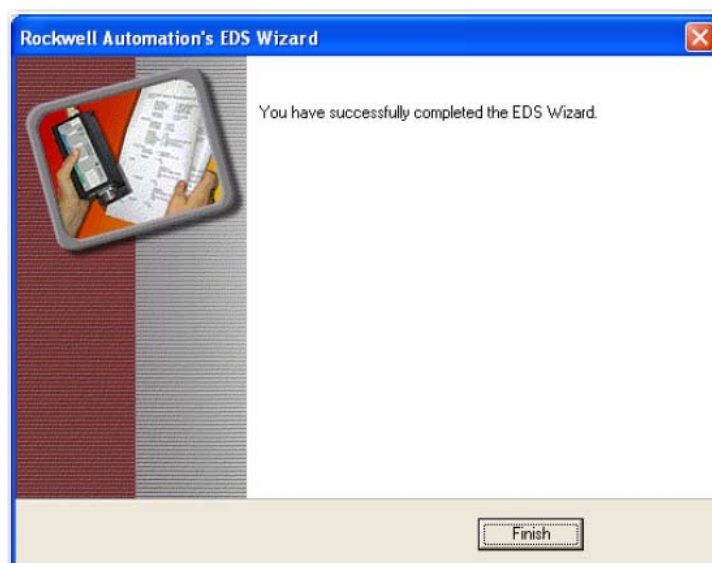 Rockwell Automation's EDS Wizard
You have successfully completed the EDS Wizard.
Finish